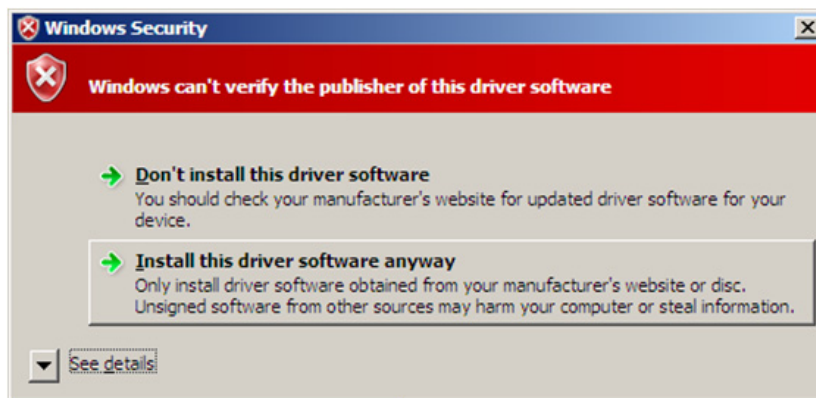 Windows Security
Windows can't verify the publisher of this driver software
Don't install this driver software
You should check your manufacturer's website for updated driver software for your
device.
Install this driver software anyway
Only install driver software obtained from your manufacturer's website or disc.
Unsigned software from other sources may harm your computer or steal information.
See details